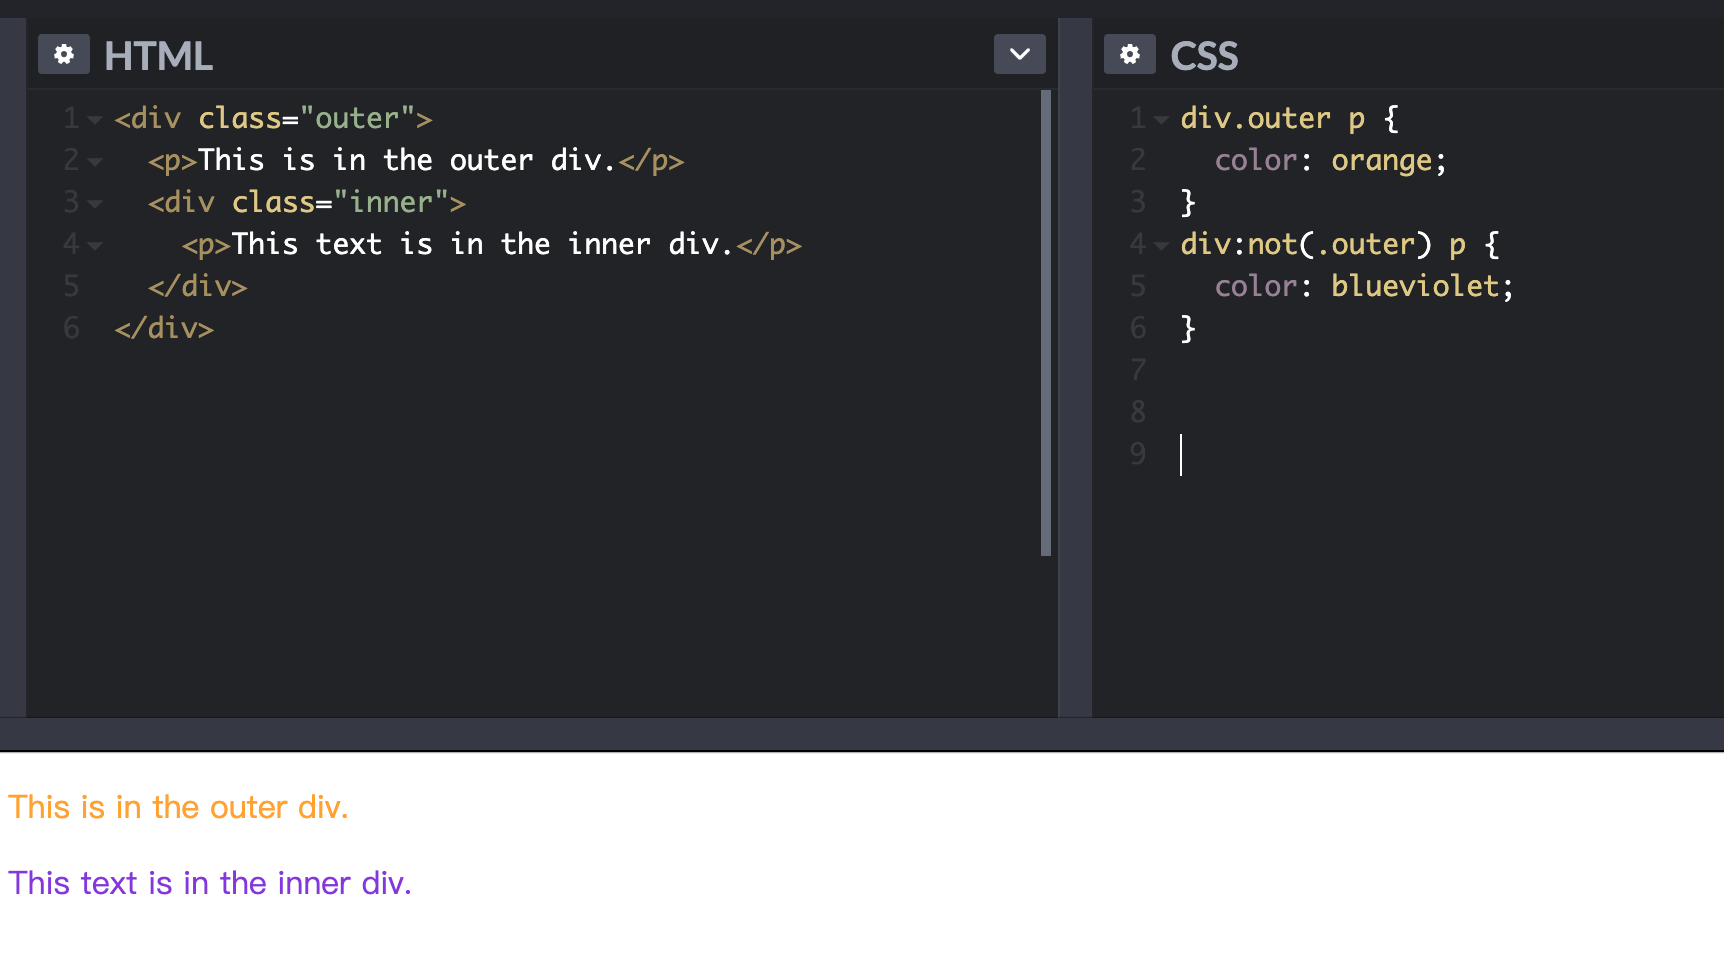 HTML
1 <div class="outer">
2   <p>This is in the outer div.</p>
3   <div class="inner">
4     <p>This text is in the inner div.</p>
5   </div>
6 </div>
CSS
1 div.outer p {
2   color: orange;
3 }
4 div:not(.outer) p {
5   color: blueviolet;
6 }
7
8
9
This is in the outer div.
This text is in the inner div.